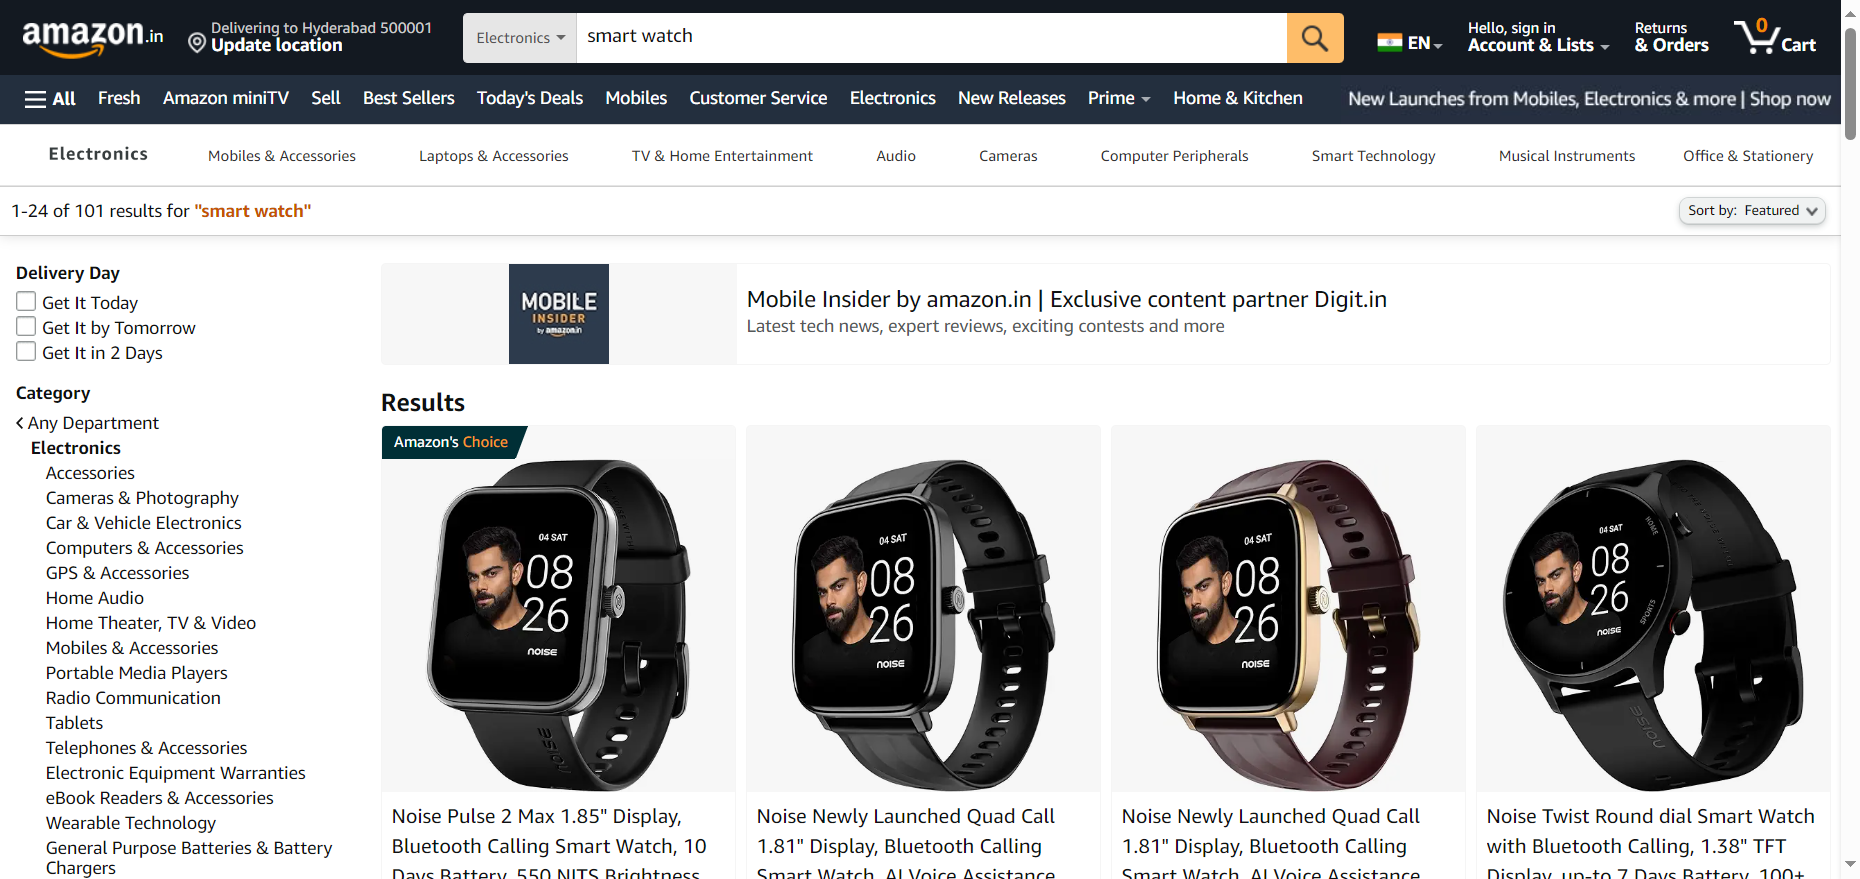 amazon.in
Delivering to Hyderabad 500001
Update location
Electronics
smart watch
EN
Hello, sign in
Account & Lists
Returns
& Orders
0
Cart
All
Fresh
Amazon miniTV
Sell
Best Sellers
Today's Deals
Mobiles
Customer Service
Electronics
New Releases
Prime
Home & Kitchen
New Launches from Mobiles, Electronics & more | Shop now
Electronics
Mobiles & Accessories
Laptops & Accessories
TV & Home Entertainment
Audio
Cameras
Computer Peripherals
Smart Technology
Musical Instruments
Office & Stationery
1-24 of 101 results for "smart watch"
Sort by: Featured
Delivery Day
Get It Today
Get It by Tomorrow
Get It in 2 Days
Category
Any Department
Electronics
Accessories
Cameras & Photography
Car & Vehicle Electronics
Computers & Accessories
GPS & Accessories
Home Audio
Home Theater, TV & Video
Mobiles & Accessories
Portable Media Players
Radio Communication
Tablets
Telephones & Accessories
Electronic Equipment Warranties
eBook Readers & Accessories
Wearable Technology
General Purpose Batteries & Battery
Chargers
MOBILE
INSIDER
by amazon.in
Mobile Insider by amazon.in | Exclusive content partner Digit.in
Latest tech news, expert reviews, exciting contests and more
Results
Amazon's Choice
04 SAT
08
26
NOISE
NOISE
Noise Pulse 2 Max 1.85" Display,
Bluetooth Calling Smart Watch, 10
Days Battery, 550 NITS Brightness
04 SAT
08
26
NOISE
Noise Newly Launched Quad Call
1.81" Display, Bluetooth Calling
Smart Watch, AI Voice Assistance
04 SAT
08
26
NOISE
Noise Newly Launched Quad Call
1.81" Display, Bluetooth Calling
Smart Watch, AI Voice Assistance
04 SAT
08
26
NOISE
HOME
SPORTS
NOISE
Noise Twist Round dial Smart Watch
with Bluetooth Calling, 1.38" TFT
Display, up-to 7 Days Battery, 100+